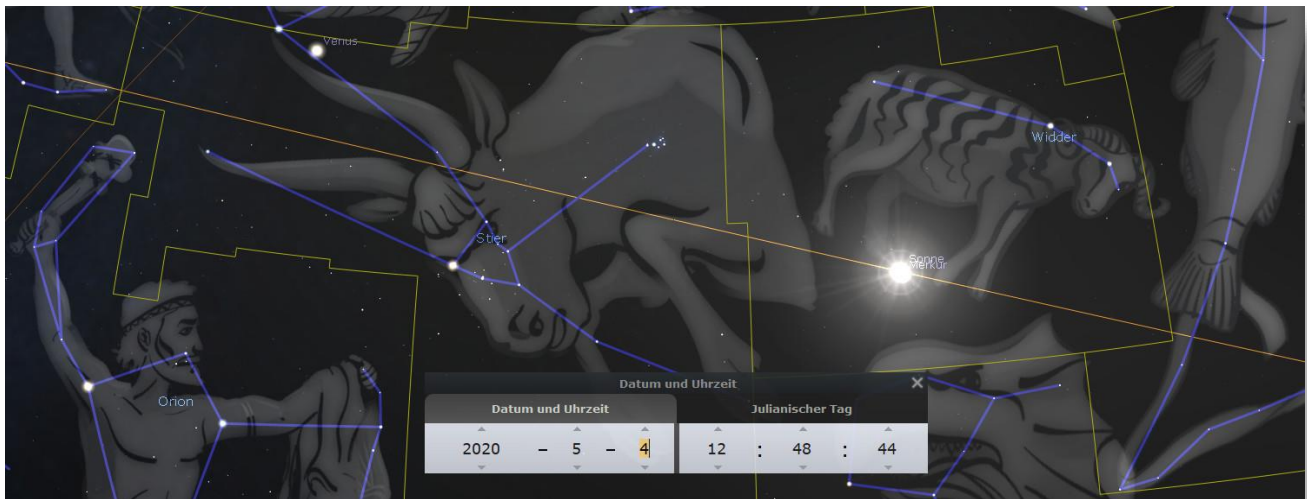 Venus
Widder
Stier
Sonne
Merkur
Orion
Datum und Uhrzeit ×
Datum und Uhrzeit Julianischer Tag
2020 – 5 – 4 12 : 48 : 44